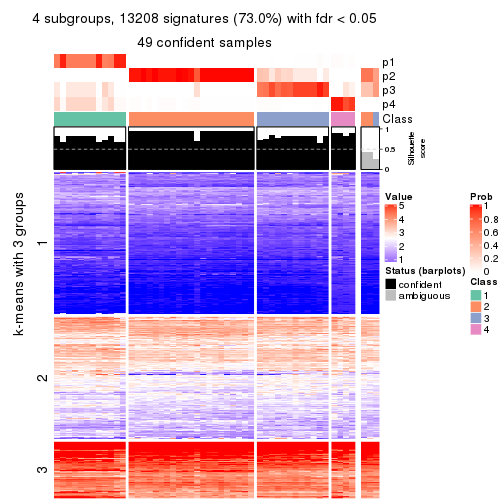 4 subgroups, 13208 signatures (73.0%) with fdr < 0.05
49 confident samples
p1
p2
p3
p4
Class
1
0.5
0
Silhouette
score
k-means with 3 groups
1
2
3
Value
5
4
3
2
1
Status (barplots)
confident
ambiguous
Prob
1
0.8
0.6
0.4
0.2
0
Class
1
2
3
4